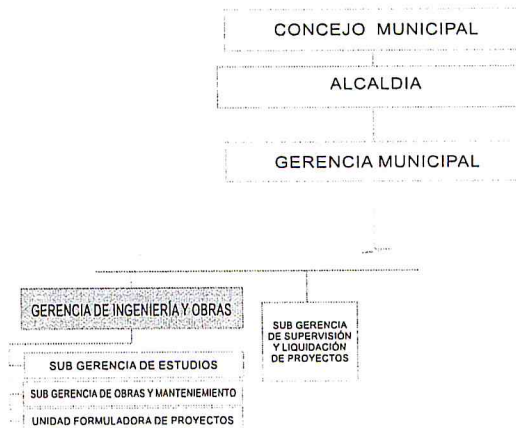 CONCEJO MUNICIPAL
ALCALDIA
GERENCIA MUNICIPAL
GERENCIA DE INGENIERÍA Y OBRAS
SUB GERENCIA
DE SUPERVISIÓN
Y LIQUIDACIÓN
DE PROYECTOS
SUB GERENCIA DE ESTUDIOS
SUB GERENCIA DE OBRAS Y MANTENIEMIENTO
UNIDAD FORMULADORA DE PROYECTOS